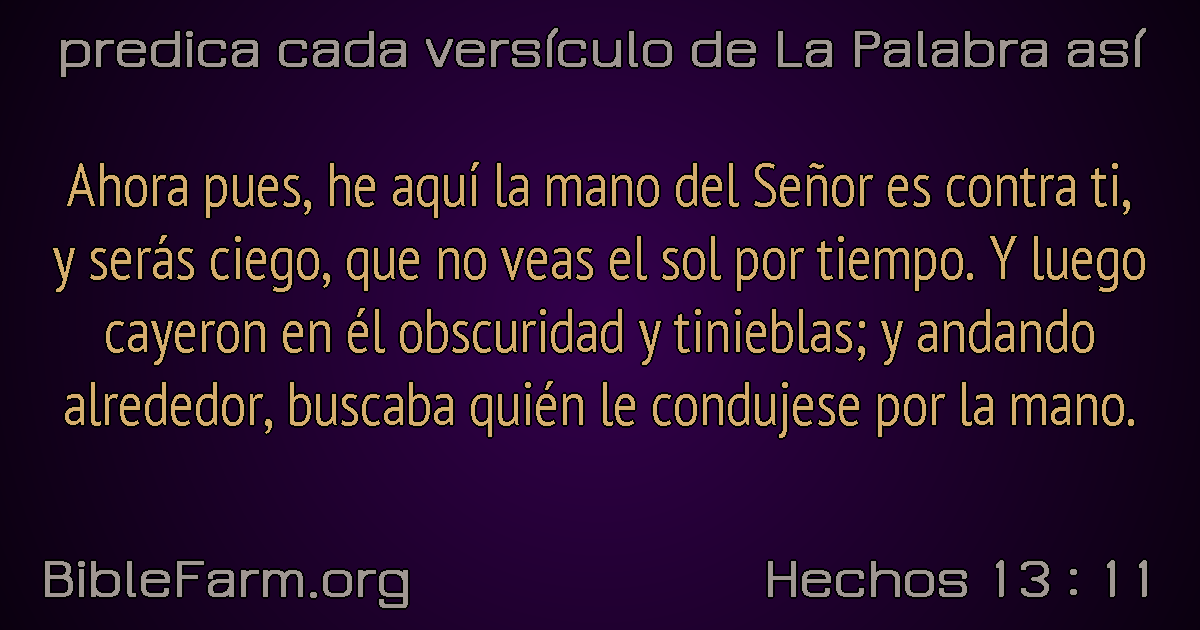 predica cada versículo de La Palabra así
Ahora pues, he aquí la mano del Señor es contra ti,
y serás ciego, que no veas el sol por tiempo. Y luego
cayeron en él obscuridad y tinieblas; y andando
alrededor, buscaba quién le condujese por la mano.
BibleFarm.org
Hechos 13 : 11